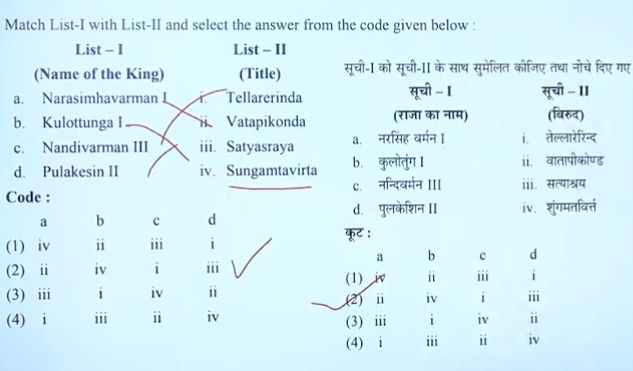 Match List-I with List-II and select the answer from the code given below :
List – I List – II
(Name of the King) (Title)
a. Narasimhavarman I i. Tellarerinda
b. Kulottunga I ii. Vatapikonda
c. Nandivarman III iii. Satyasraya
d. Pulakesin II iv. Sungamtavirta
Code :
a b c d
(1) iv ii iii i
(2) ii iv i iii
(3) iii i iv ii
(4) i iii ii iv
सूची-I को सूची-II के साथ सुमेलित कीजिए तथा नीचे दिए गए
सूची – I सूची – II
(राजा का नाम) (विरुद)
a. नरसिंह वर्मन I i. तेल्लारेरिन्द
b. कुलोतुंग I ii. वातापीकोण्ड
c. नन्दिवर्मन III iii. सत्याश्रय
d. पुलकेशिन II iv. शुंगमतवित्तं
कूट :
a b c d
(1) iv ii iii i
(2) ii iv i iii
(3) iii i iv ii
(4) i iii ii iv